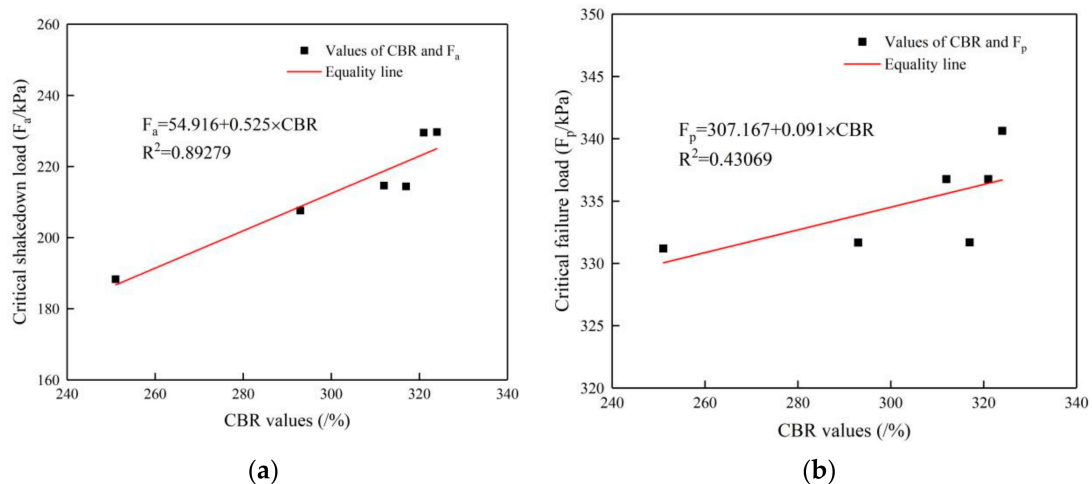 260
240
220
200
180
160
240
260
280
300
320
340
Critical shakedown load (Fa/kPa)
CBR values (/%)
Values of CBR and Fa
Equality line
Fa=54.916+0.525×CBR
R²=0.89279
(a)
350
345
340
335
330
325
320
240
260
280
300
320
340
Critical failure load (Fp/kPa)
CBR values (/%)
Values of CBR and Fp
Equality line
Fp=307.167+0.091×CBR
R²=0.43069
(b)